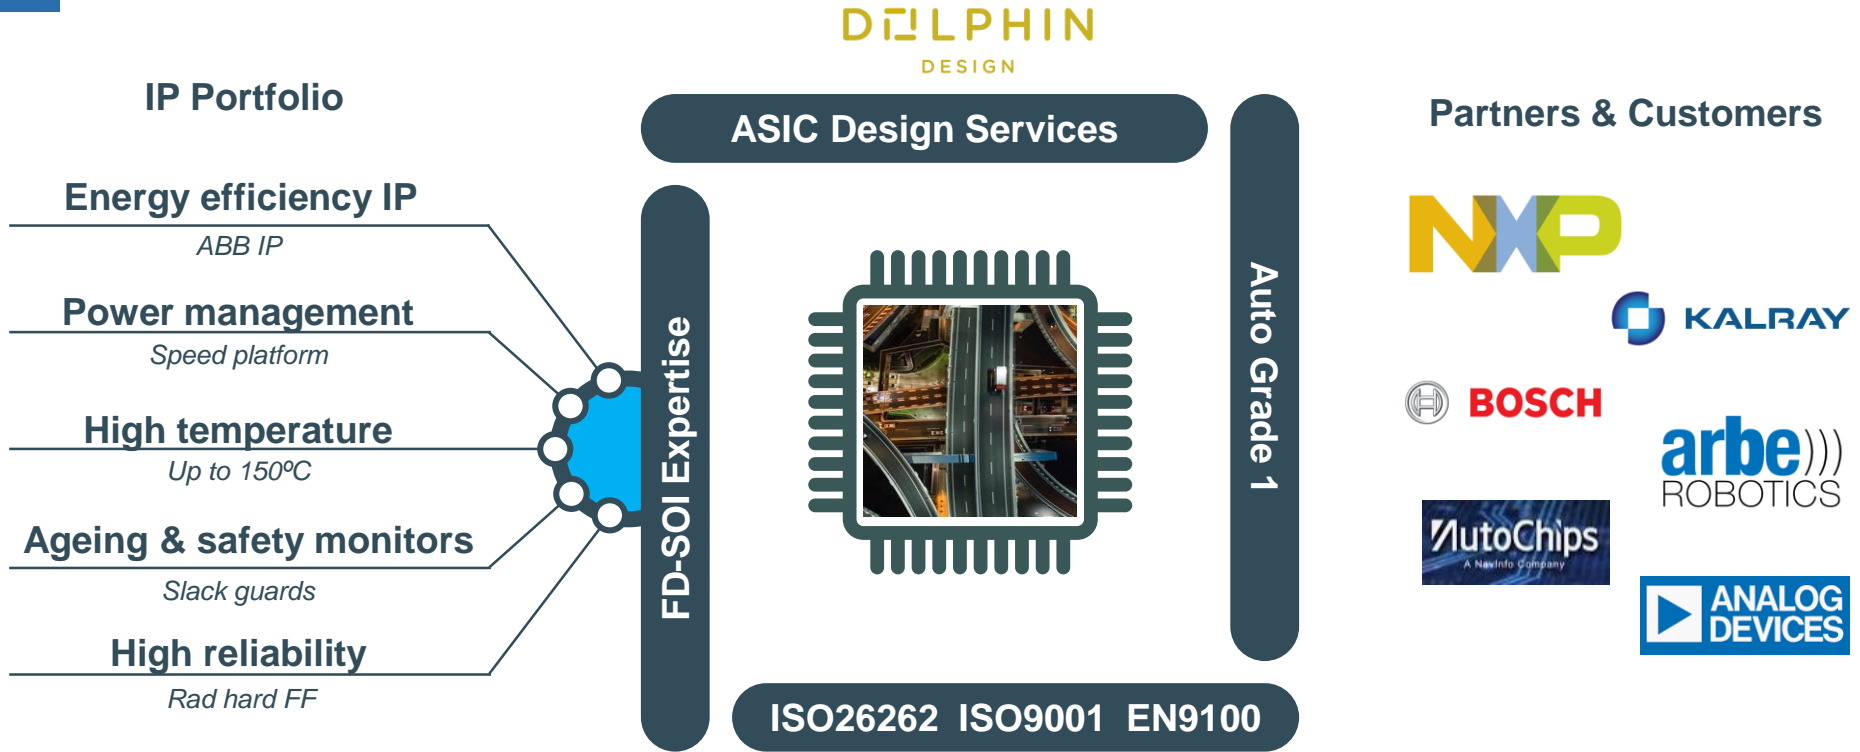 DOLPHIN
DESIGN
IP Portfolio
Energy efficiency IP
ABB IP
Power management
Speed platform
High temperature
Up to 150ºC
Ageing & safety monitors
Slack guards
High reliability
Rad hard FF
ASIC Design Services
FD-SOI Expertise
Auto Grade 1
ISO26262 ISO9001 EN9100
Partners & Customers
NXP
KALRAY
BOSCH
arbe)))
ROBOTICS
AutoChips
A NavInfo Company
ANALOG
DEVICES